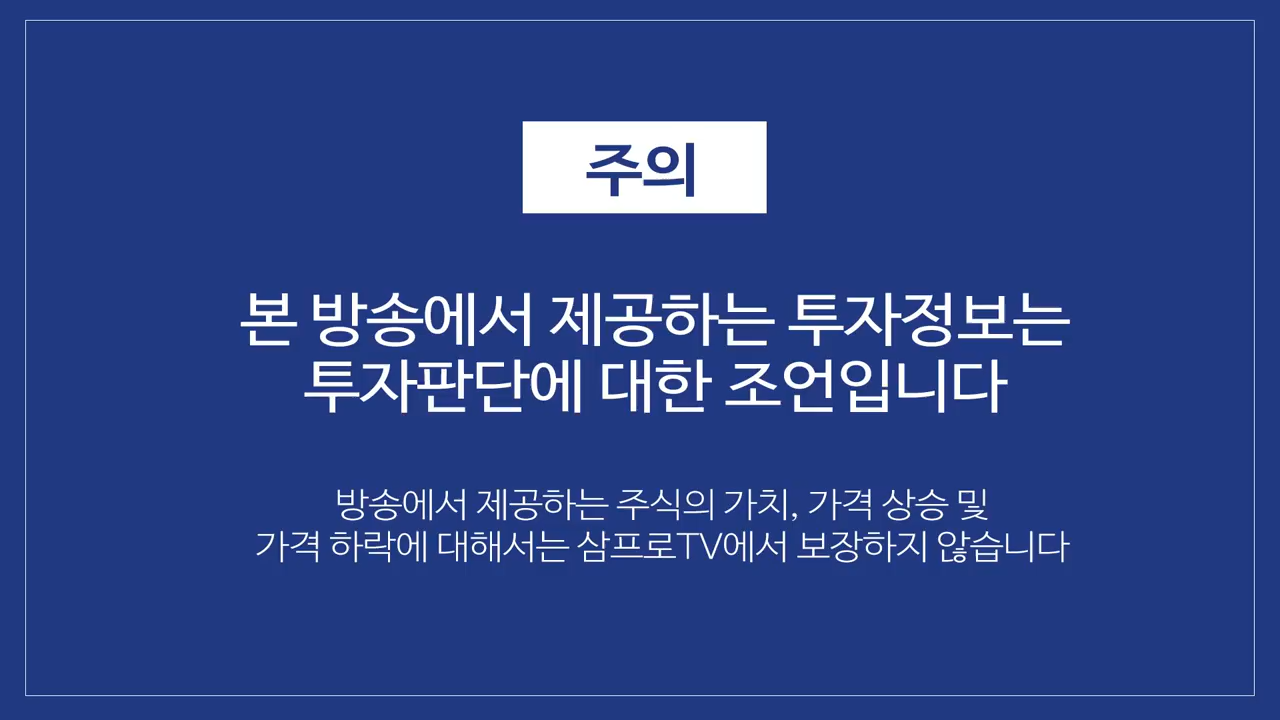 주의
본 방송에서 제공하는 투자정보는
투자판단에 대한 조언입니다
방송에서 제공하는 주식의 가치, 가격 상승 및
가격 하락에 대해서는 삼프로TV에서 보장하지 않습니다